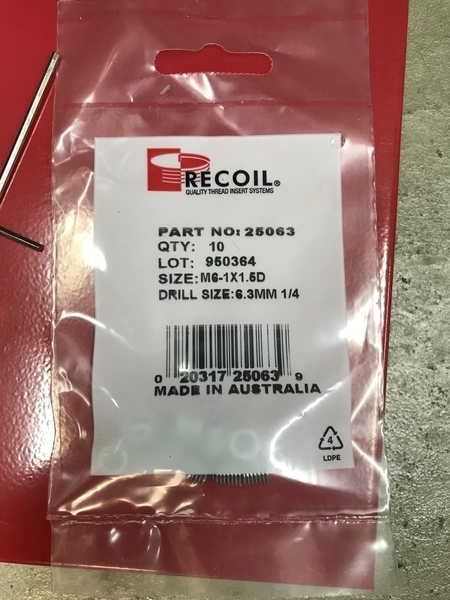 RECOIL®
QUALITY THREAD INSERT SYSTEMS
PART NO: 25063
QTY: 10
LOT: 950364
SIZE: M6-1X1.5D
DRILL SIZE:6.3MM 1/4
0 20317 25063 9
MADE IN AUSTRALIA
4
LDPE